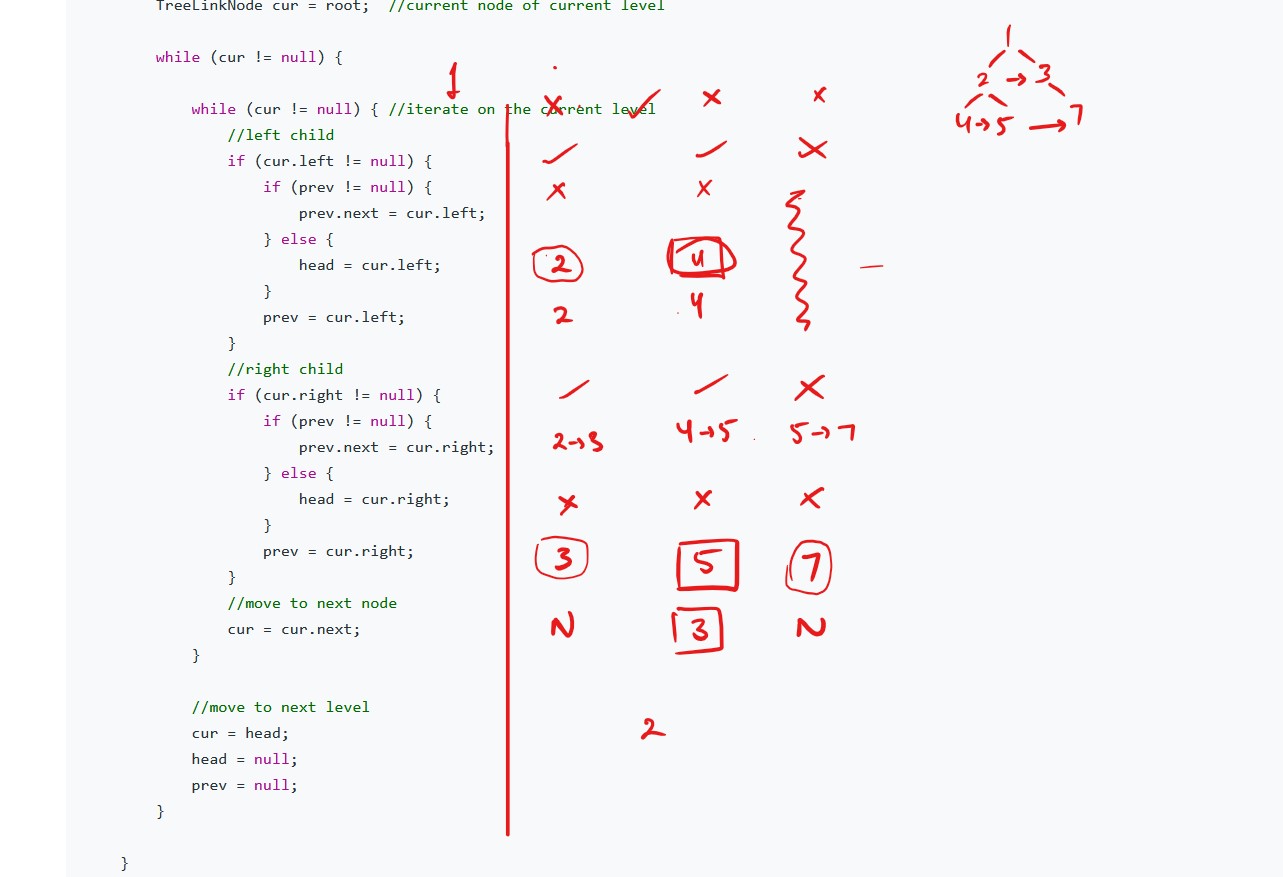 TreeLinkNode cur = root;  //current node of current level
1
while (cur != null) {
2 → 3
while (cur != null) { //iterate on the current level
4→5 → 7
//left child
if (cur.left != null) {
if (prev != null) {
prev.next = cur.left;
} else {
head = cur.left; 2 4
}
prev = cur.left; 2 4
}
//right child
if (cur.right != null) {
if (prev != null) {
prev.next = cur.right; 2→3 4→5 5→7
} else {
head = cur.right;
}
prev = cur.right; 3 5 7
}
//move to next node
cur = cur.next; N 3 N
}
//move to next level
cur = head; 2
head = null;
prev = null;
}
}